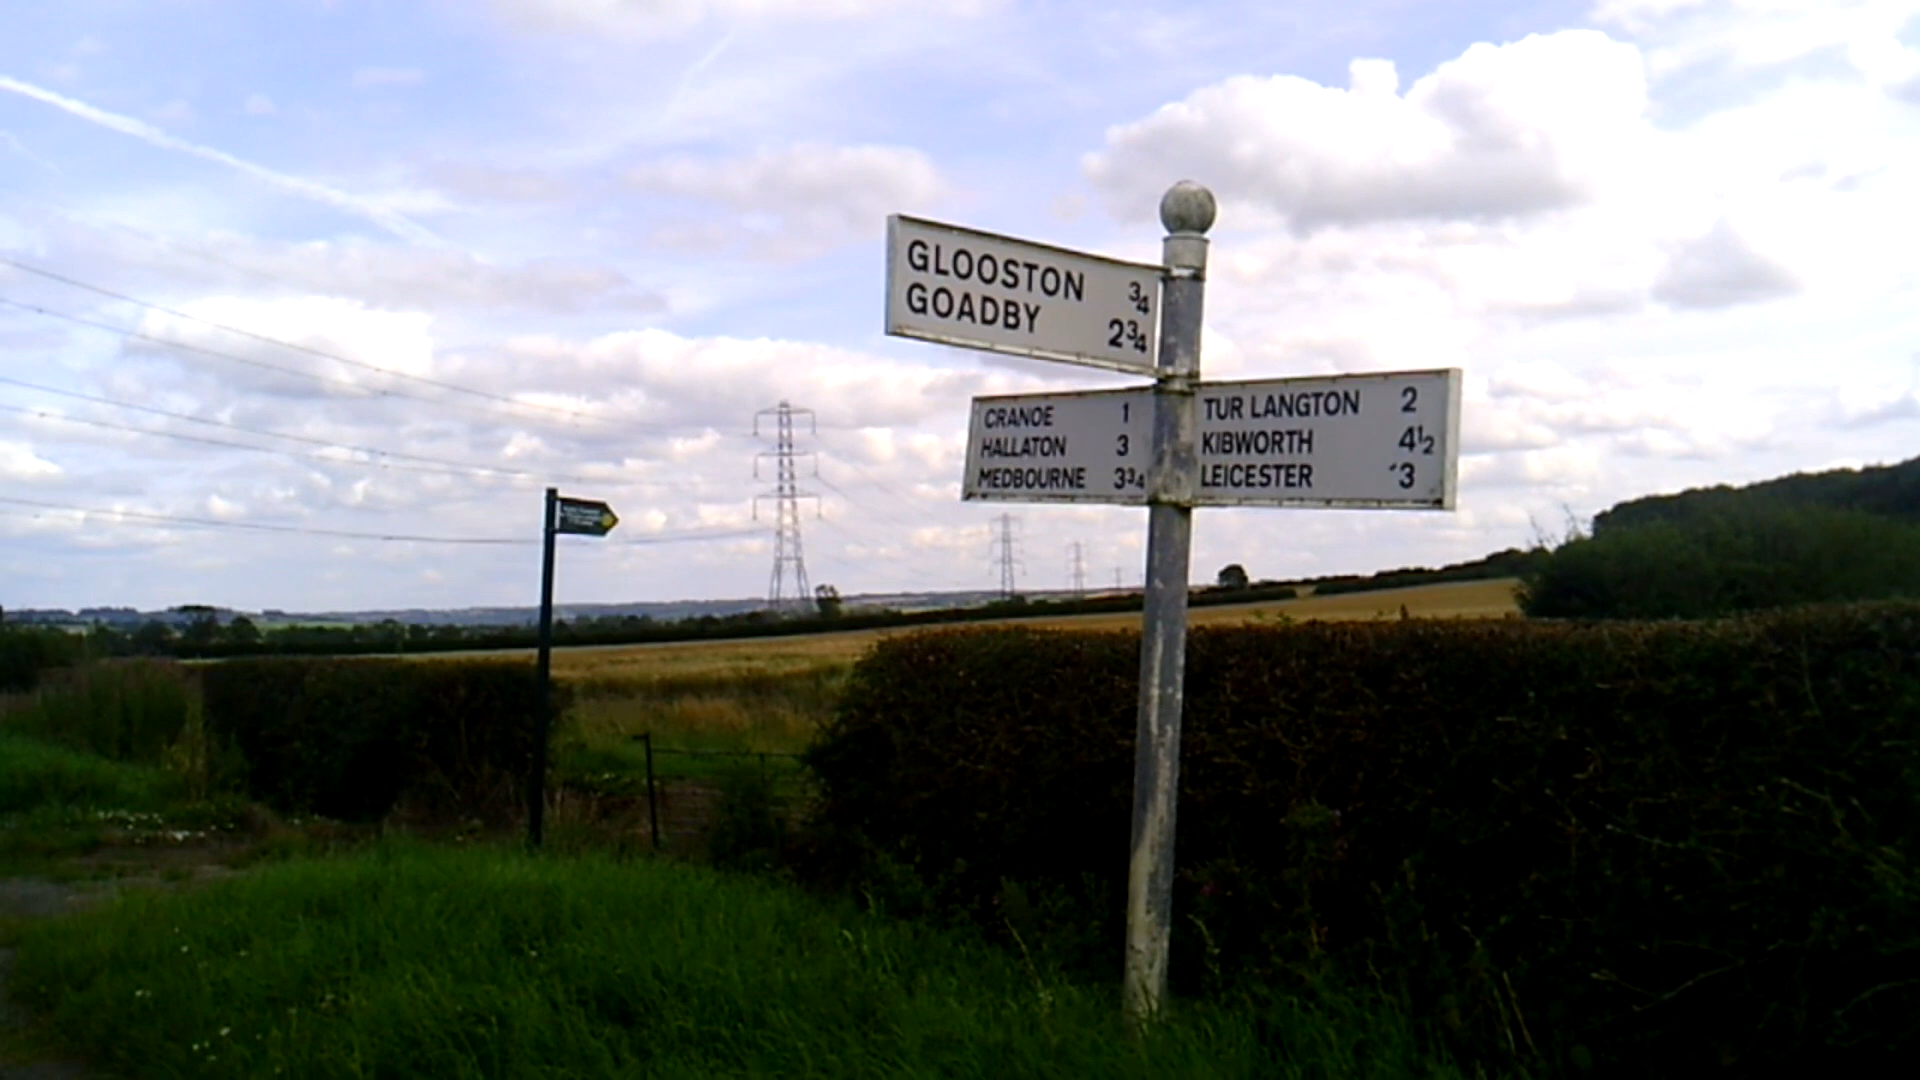 GLOOSTON 3/4
GOADBY 2 3/4
CRANOE 1
HALLATON 3
MEDBOURNE 3 3/4
TUR LANGTON 2
KIBWORTH 4 1/2
LEICESTER 3